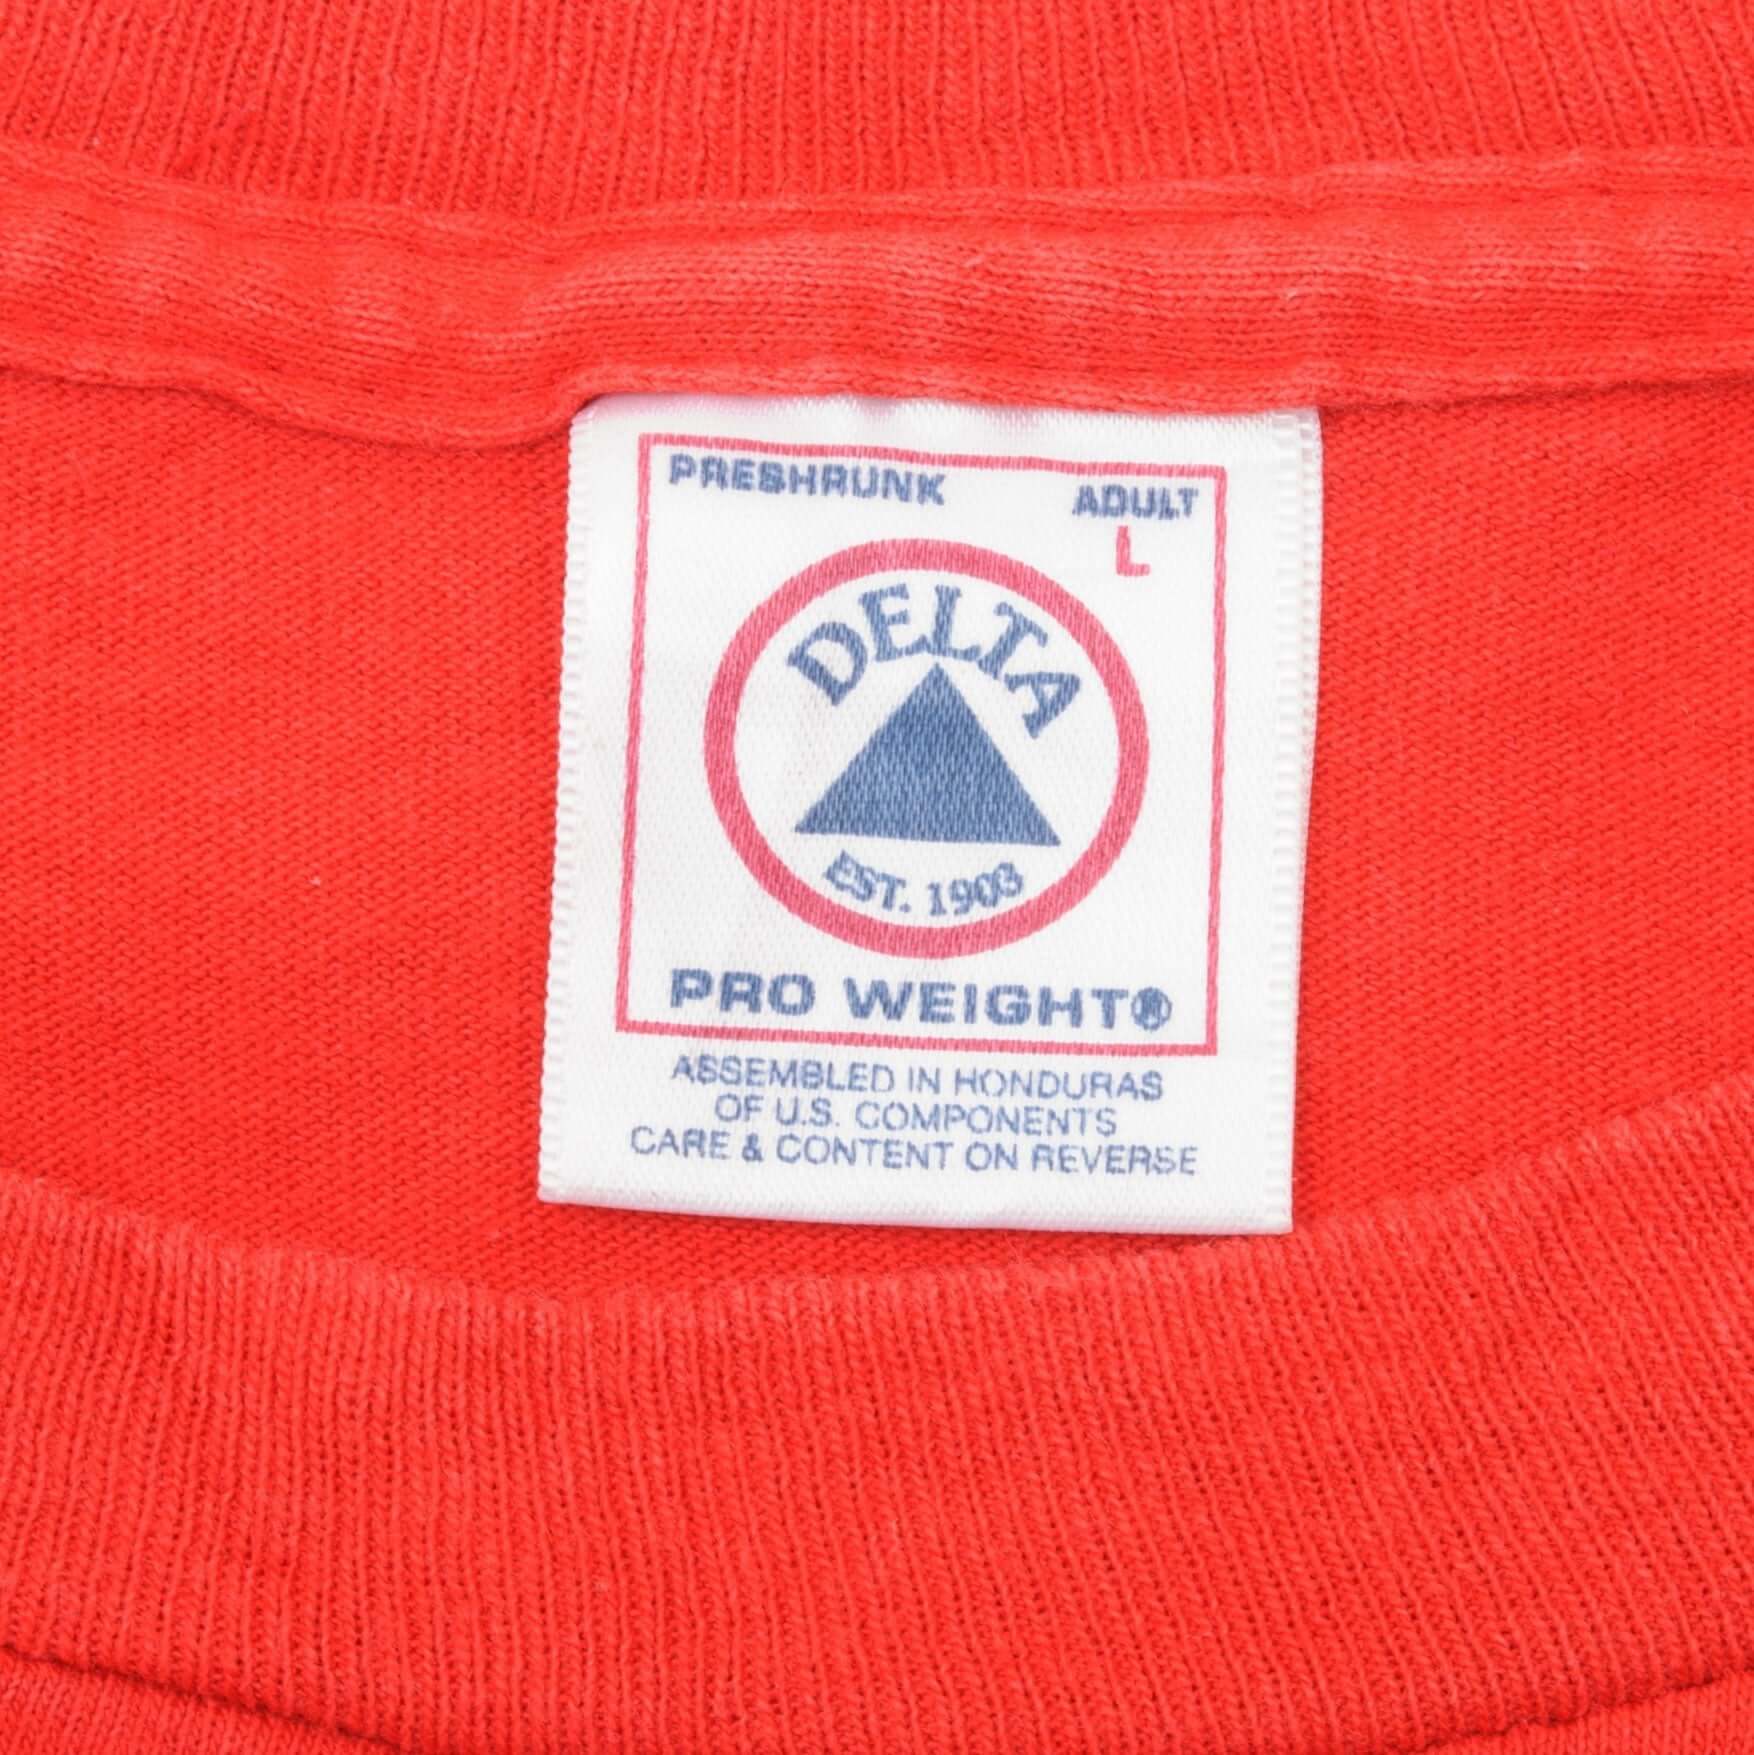 PRESHRUNK ADULT
L
DELTA
EST. 1903
PRO WEIGHT®
ASSEMBLED IN HONDURAS
OF U.S. COMPONENTS
CARE & CONTENT ON REVERSE